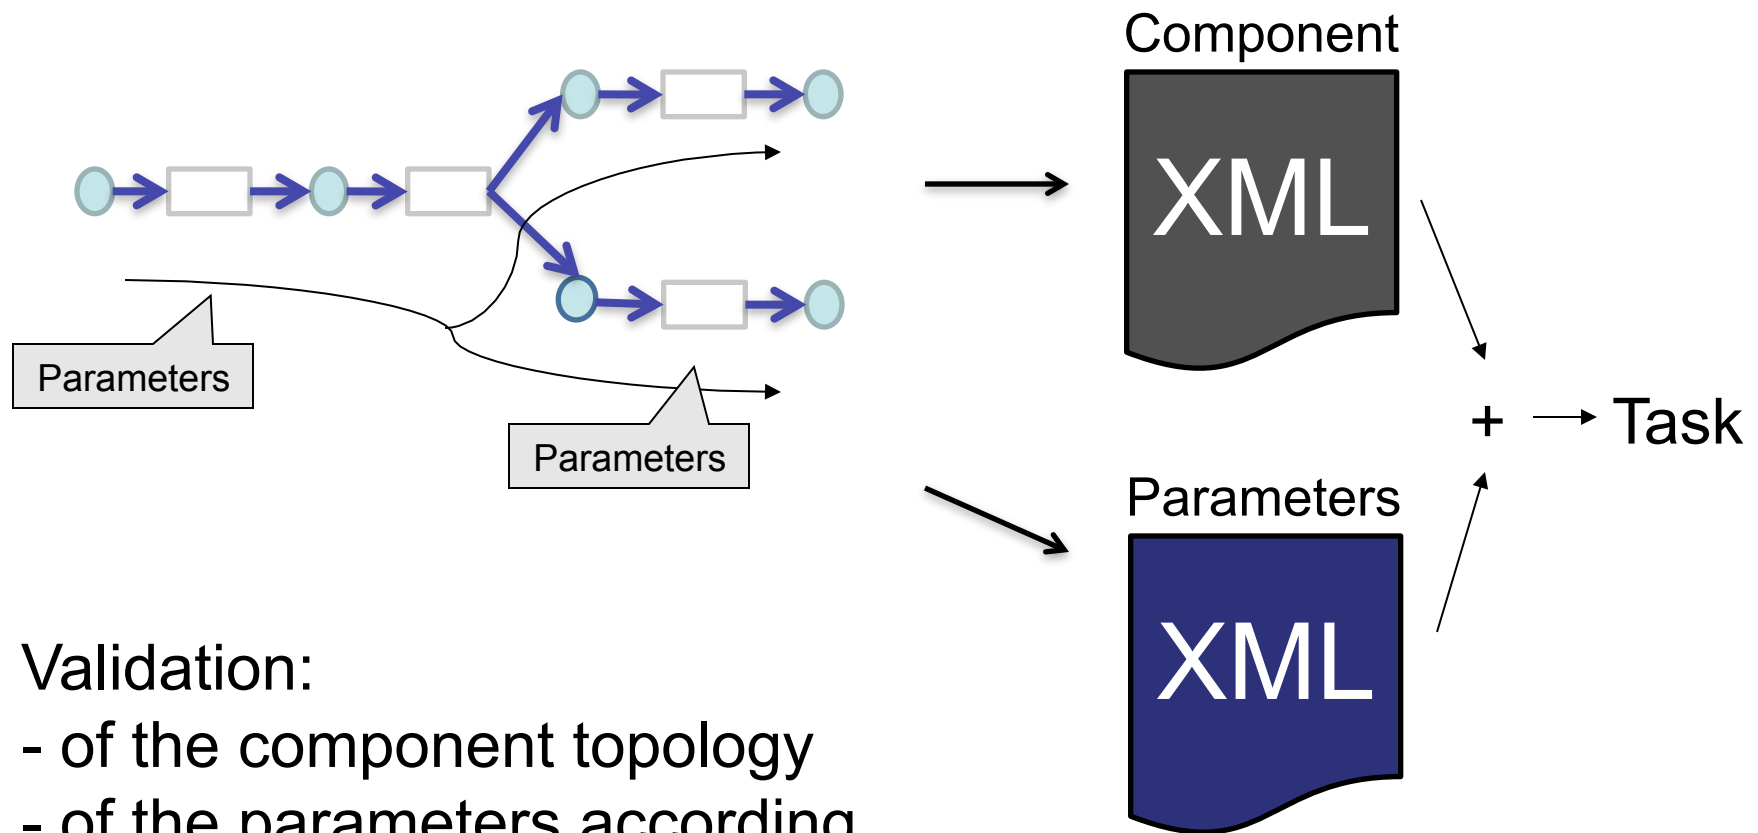 Component
XML
Parameters
Parameters
+
Task
Parameters
XML
Validation:
- of the component topology
- of the parameters according